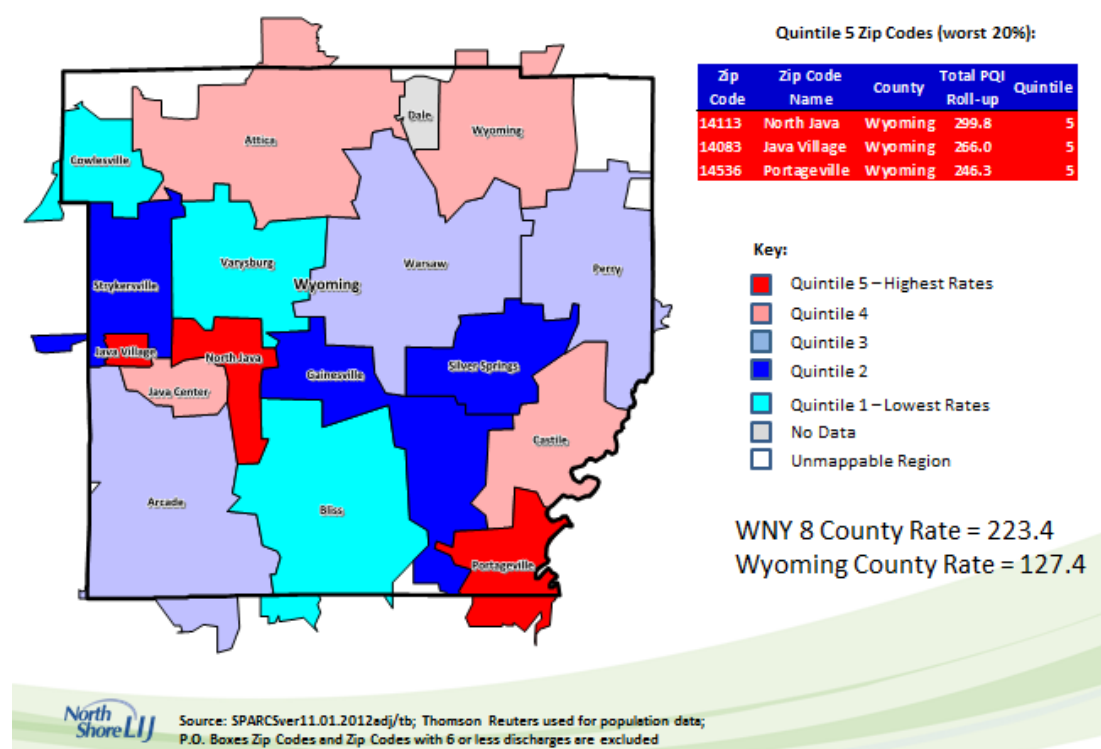 Quintile 5 Zip Codes (worst 20%):
Zip Code Zip Code Name County Total PQI Roll-up Quintile
14113 North Java Wyoming 299.8 5
14083 Java Village Wyoming 266.0 5
14536 Portageville Wyoming 246.3 5
Dale
Wyoming
Attica
Cowlesville
Varysburg
Warsaw
Perry
Strykersville
Wyoming
Java Village
North Java
Gainesville
Silver Springs
Java Center
Castile
Arcade
Bliss
Portageville
Key:
Quintile 5 – Highest Rates
Quintile 4
Quintile 3
Quintile 2
Quintile 1 – Lowest Rates
No Data
Unmappable Region
WNY 8 County Rate = 223.4
Wyoming County Rate = 127.4
North
Shore LIJ
Source: SPARCSver11.01.2012adj/tb; Thomson Reuters used for population data;
P.O. Boxes Zip Codes and Zip Codes with 6 or less discharges are excluded